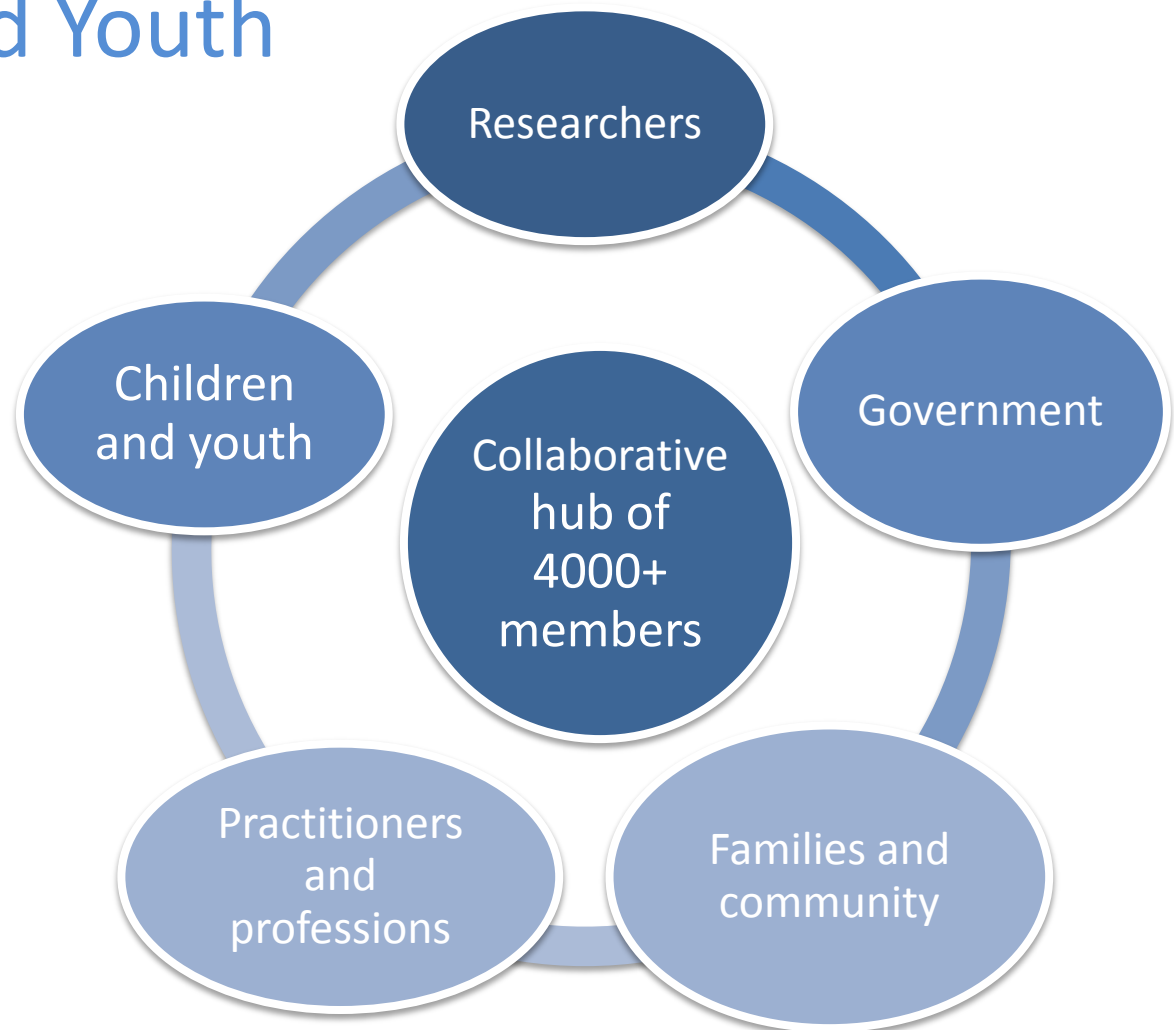 d Youth
Researchers
Government
Children
and youth
Collaborative
hub of
4000+
members
Practitioners
and
professions
Families and
community